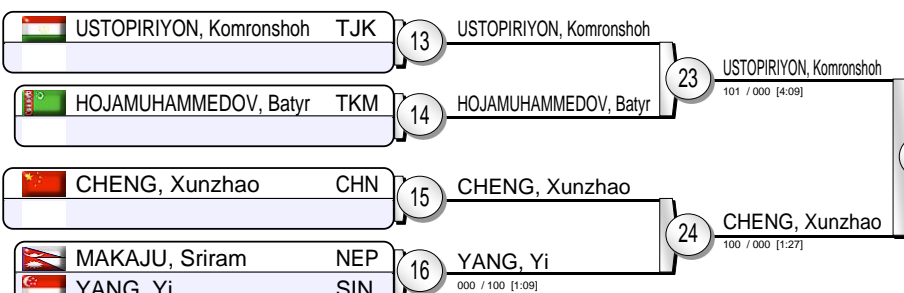 USTOPIRIYON, Komronshoh TJK
13
USTOPIRIYON, Komronshoh
23
USTOPIRIYON, Komronshoh
101 / 000 [4:09]
HOJAMUHAMMEDOV, Batyr TKM
14
HOJAMUHAMMEDOV, Batyr
CHENG, Xunzhao CHN
15
CHENG, Xunzhao
24
CHENG, Xunzhao
100 / 000 [1:27]
MAKAJU, Sriram NEP
16
YANG, Yi
000 / 100 [1:09]
YANG, Yi SIN